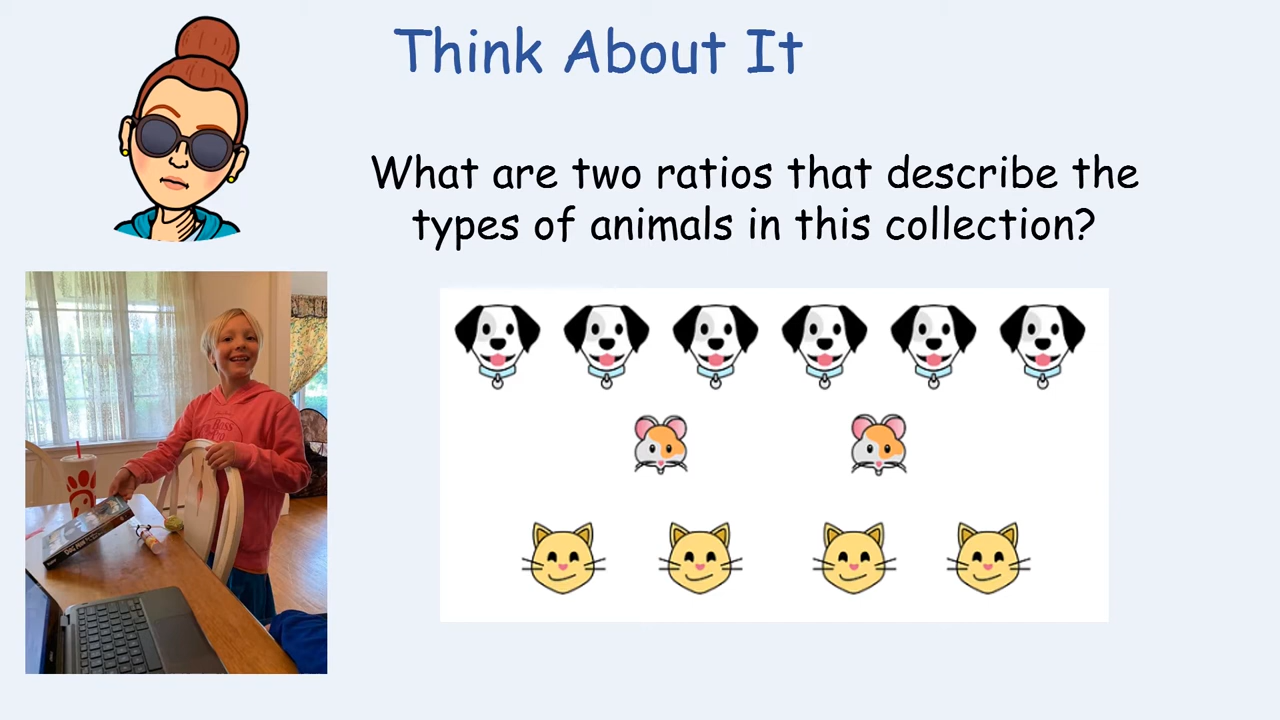 Think About It
What are two ratios that describe the
types of animals in this collection?